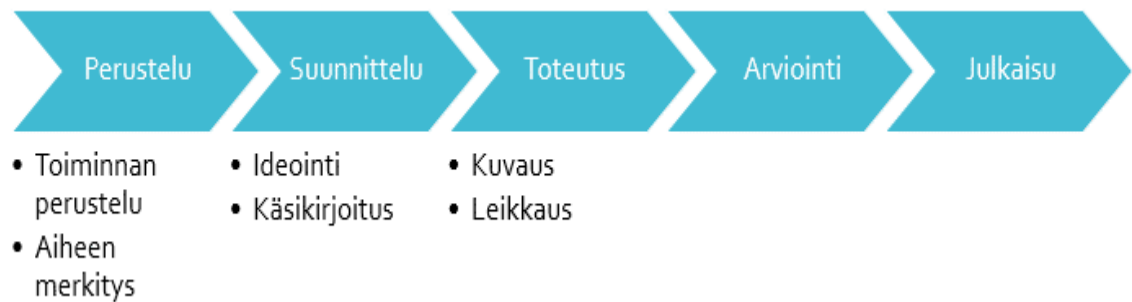 Perustelu
Suunnittelu
Toteutus
Arviointi
Julkaisu
• Toiminnan
perustelu
• Aiheen
merkitys
• Ideointi
• Käsikirjoitus
• Kuvaus
• Leikkaus